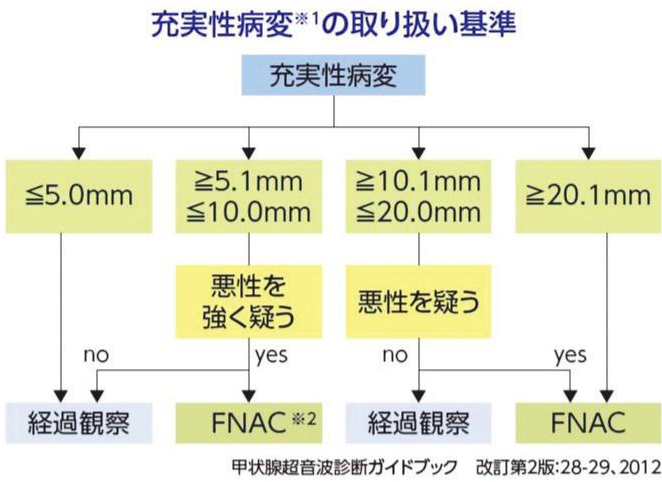 充実性病変※1の取り扱い基準
充実性病変
≦5.0mm
≧5.1mm
≦10.0mm
≧10.1mm
≦20.0mm
≧20.1mm
悪性を
強く疑う
悪性を疑う
no
yes
no
yes
経過観察
FNAC※2
経過観察
FNAC
甲状腺超音波診断ガイドブック 改訂第2版:28-29、2012